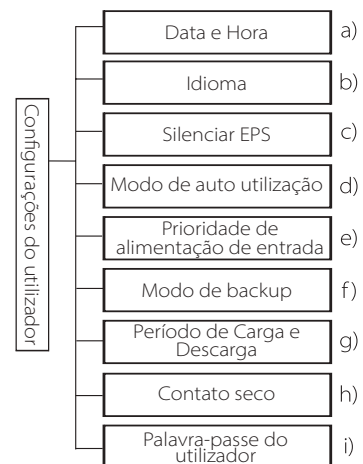 Configurações do utilizador
Data e Hora a)
Idioma b)
Silenciar EPS c)
Modo de auto utilização d)
Prioridade de
alimentação de entrada e)
Modo de backup f)
Período de Carga e
Descarga g)
Contato seco h)
Palavra-passe do
utilizador i)